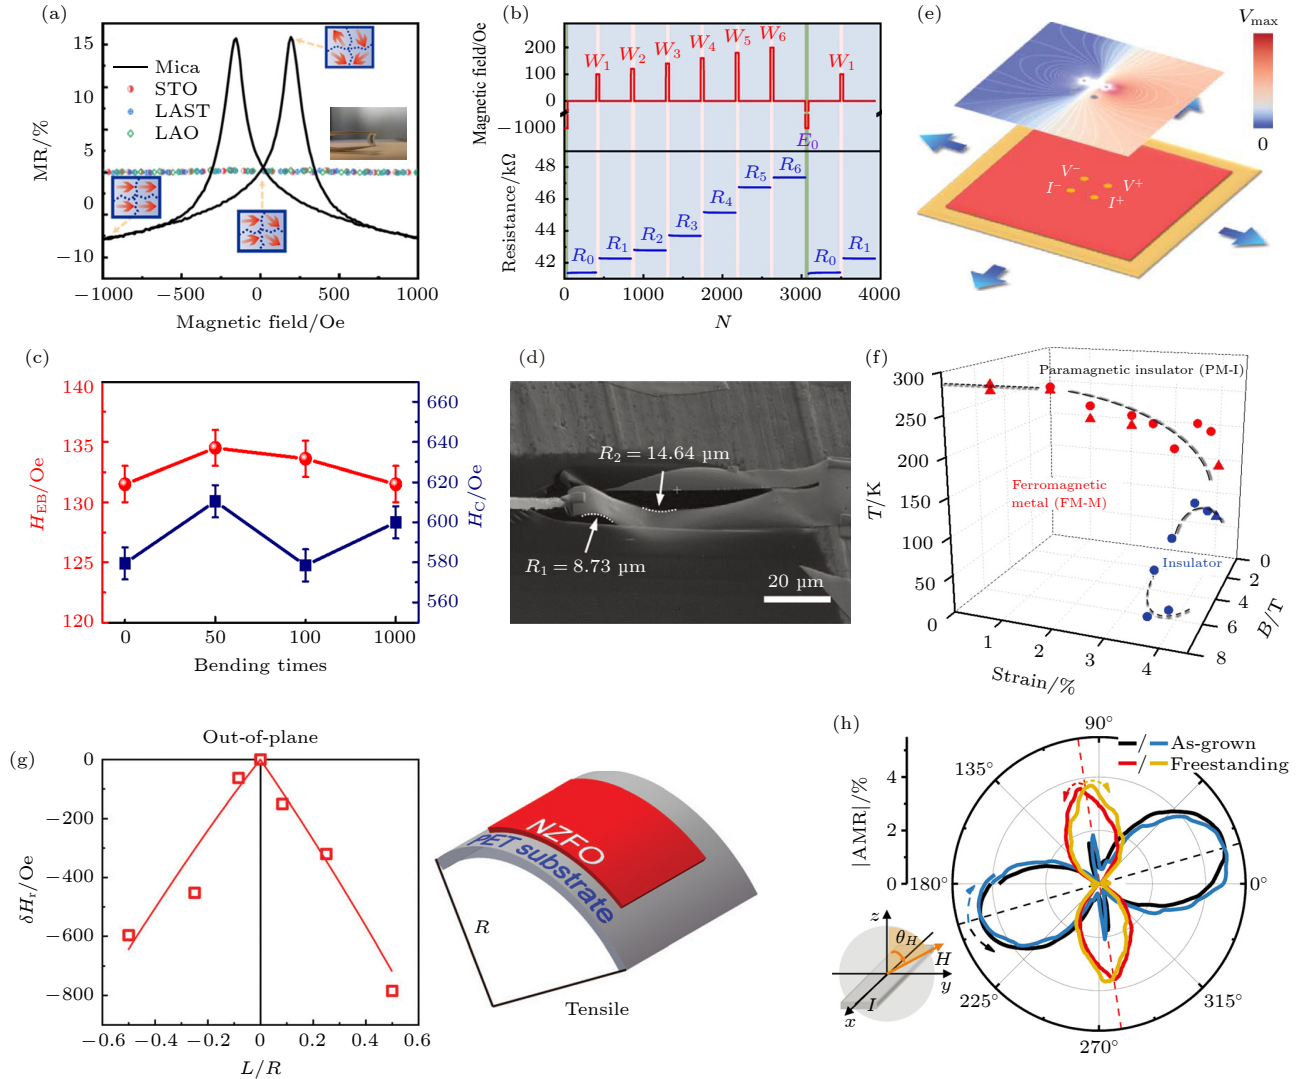 (a)
15
10
5
0
−10
MR/%
Mica
STO
LAST
LAO
−1000
−500
0
500
1000
Magnetic field/Oe
(b)
Magnetic field/Oe
200
100
0
−1000
W1
W2
W3
W4
W5
W6
W1
E0
Resistance/kΩ
48
46
44
42
R0
R1
R2
R3
R4
R5
R6
R0
R1
0
1000
2000
3000
4000
N
(e)
Vmax
0
V−
I−
V+
I+
(c)
140
135
130
125
120
HEB/Oe
660
640
620
600
580
560
HC/Oe
0
50
100
1000
Bending times
(d)
R2 = 14.64 µm
R1 = 8.73 µm
20 µm
(f)
300
250
200
150
100
50
0
T/K
Paramagnetic insulator (PM-I)
Ferromagnetic
metal (FM-M)
Insulator
1
2
3
4
Strain/%
0
2
4
6
8
B/T
(g)
Out-of-plane
0
−200
−400
−600
−800
δHr/Oe
−0.6
−0.4
−0.2
0
0.2
0.4
0.6
L/R
NZFO
PET substrate
R
Tensile
(h)
90°
As-grown
Freestanding
135°
4
2
0
|AMR|/%
180°
0°
225°
315°
270°
z
θH
H
y
I
x